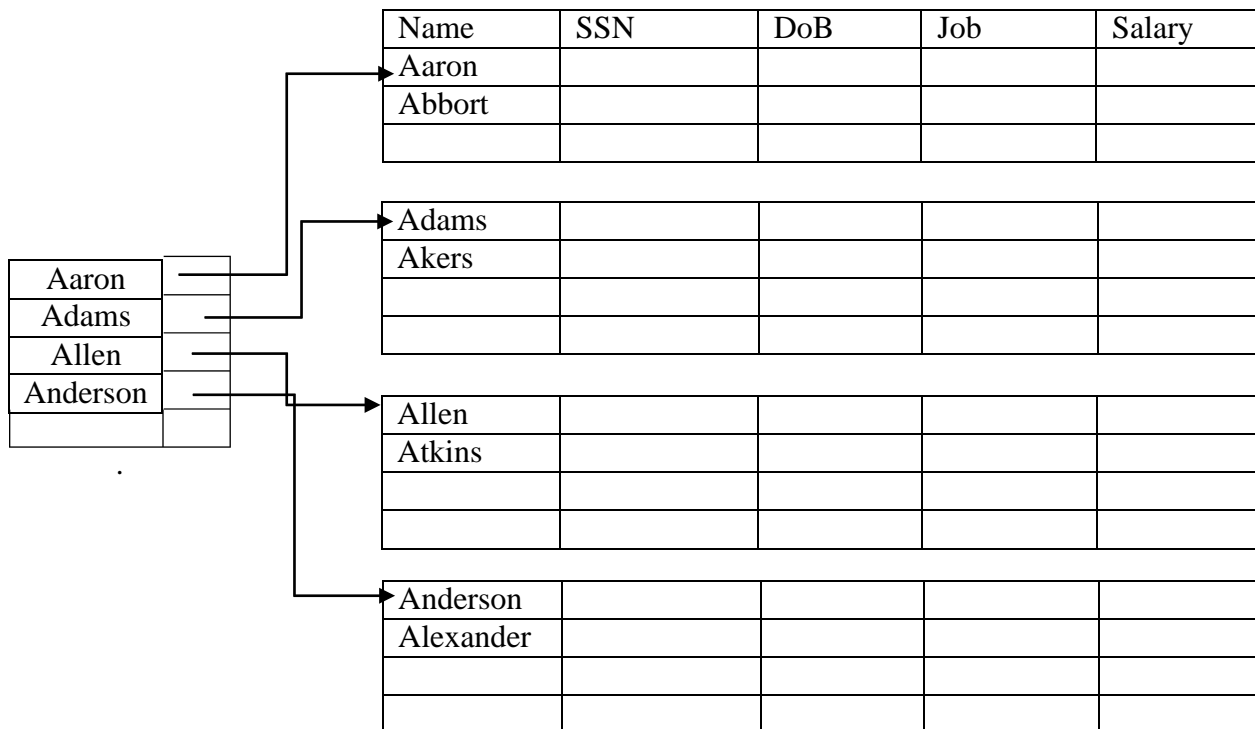 Name SSN DoB Job Salary
Aaron
Abbort
Adams
Akers
Allen
Atkins
Anderson
Alexander
Aaron
Adams
Allen
Anderson
.